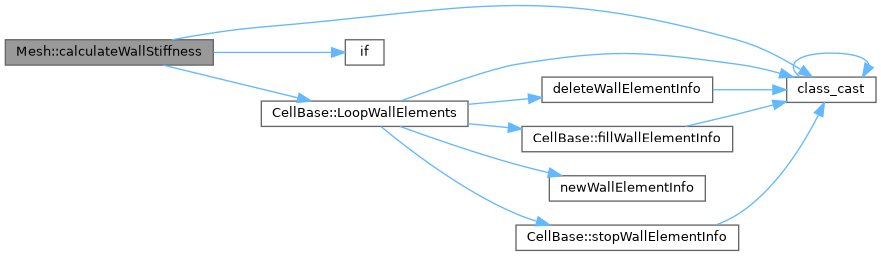 Mesh::calculateWallStiffness
if
CellBase::LoopWallElements
deleteWallElementInfo
class_cast
CellBase::fillWallElementInfo
newWallElementInfo
CellBase::stopWallElementInfo